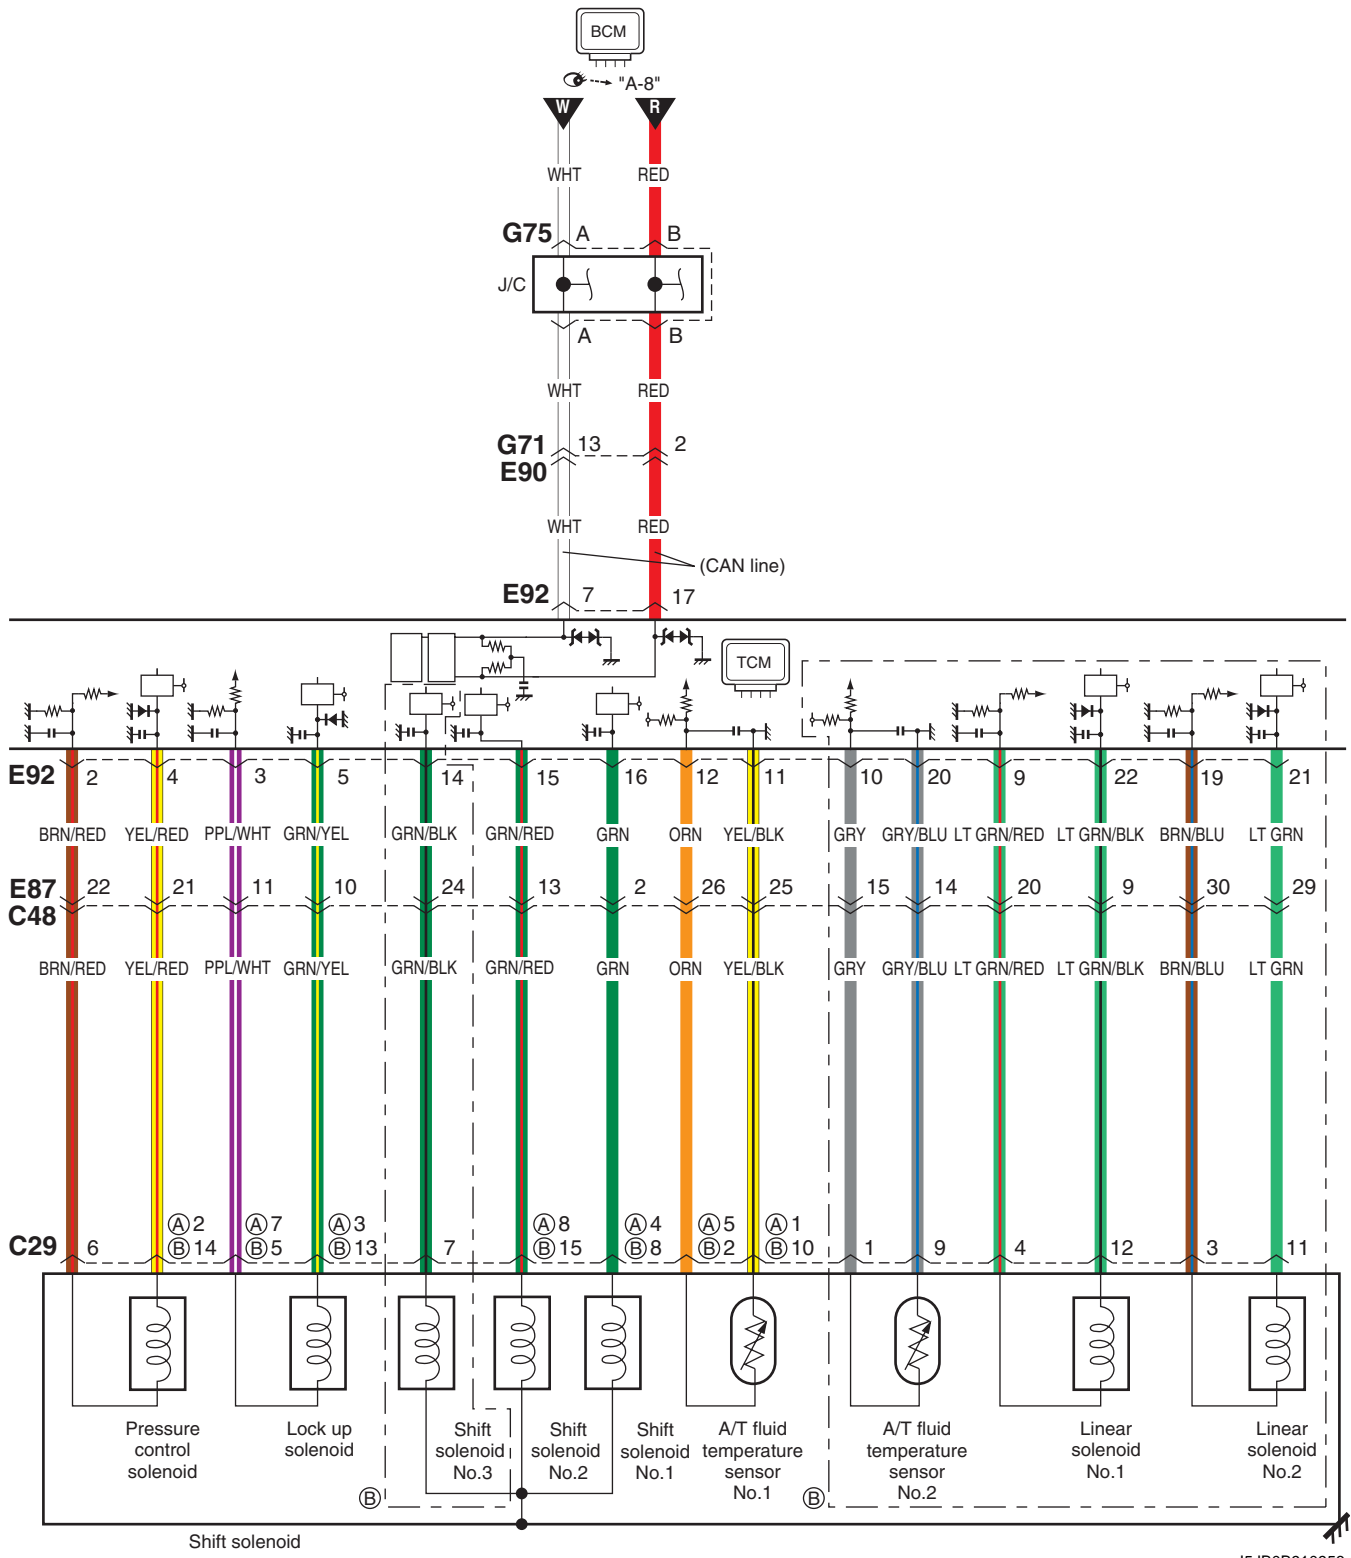 BCM
"A-8"
W R
WHT RED
G75 A B
J/C
A B
WHT RED
G71 13 2
E90
WHT RED
(CAN line)
E92 7 17
TCM
E92 2 4 3 5 14 15 16 12 11 10 20 9 22 19 21
BRN/RED YEL/RED PPL/WHT GRN/YEL GRN/BLK GRN/RED GRN ORN YEL/BLK GRY GRY/BLU LT GRN/RED LT GRN/BLK BRN/BLU LT GRN
E87 22 21 11 10 24 13 2 26 25 15 14 20 9 30 29
C48
BRN/RED YEL/RED PPL/WHT GRN/YEL GRN/BLK GRN/RED GRN ORN YEL/BLK GRY GRY/BLU LT GRN/RED LT GRN/BLK BRN/BLU LT GRN
Ⓐ2 Ⓐ7 Ⓐ3 Ⓐ8 Ⓐ4 Ⓐ5 Ⓐ1
C29 6 Ⓑ14 Ⓑ5 Ⓑ13 7 Ⓑ15 Ⓑ8 Ⓑ2 Ⓑ10 1 9 4 12 3 11
Pressure
control
solenoid
Lock up
solenoid
Shift
solenoid
No.3
Shift
solenoid
No.2
Shift
solenoid
No.1
A/T fluid
temperature
sensor
No.1
A/T fluid
temperature
sensor
No.2
Linear
solenoid
No.1
Linear
solenoid
No.2
Ⓑ Ⓑ
Shift solenoid